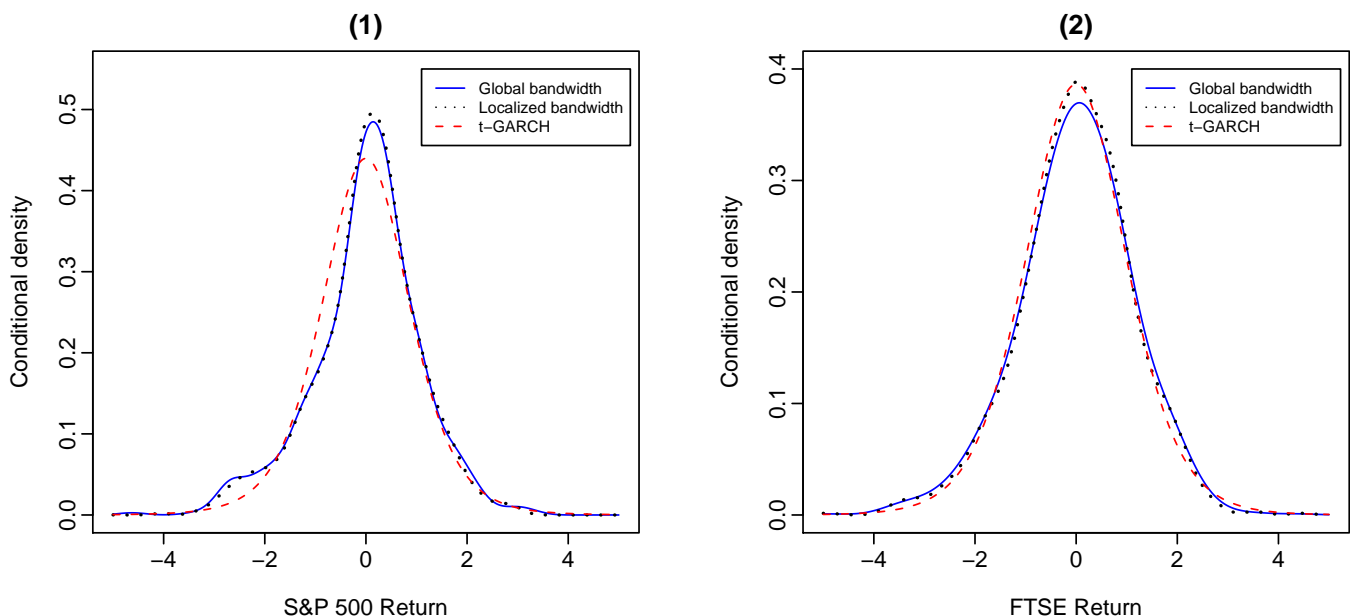 (1)
Global bandwidth
Localized bandwidth
t−GARCH
Conditional density
0.0
0.1
0.2
0.3
0.4
0.5
−4
−2
0
2
4
S&P 500 Return
(2)
Global bandwidth
Localized bandwidth
t−GARCH
Conditional density
0.0
0.1
0.2
0.3
0.4
−4
−2
0
2
4
FTSE Return